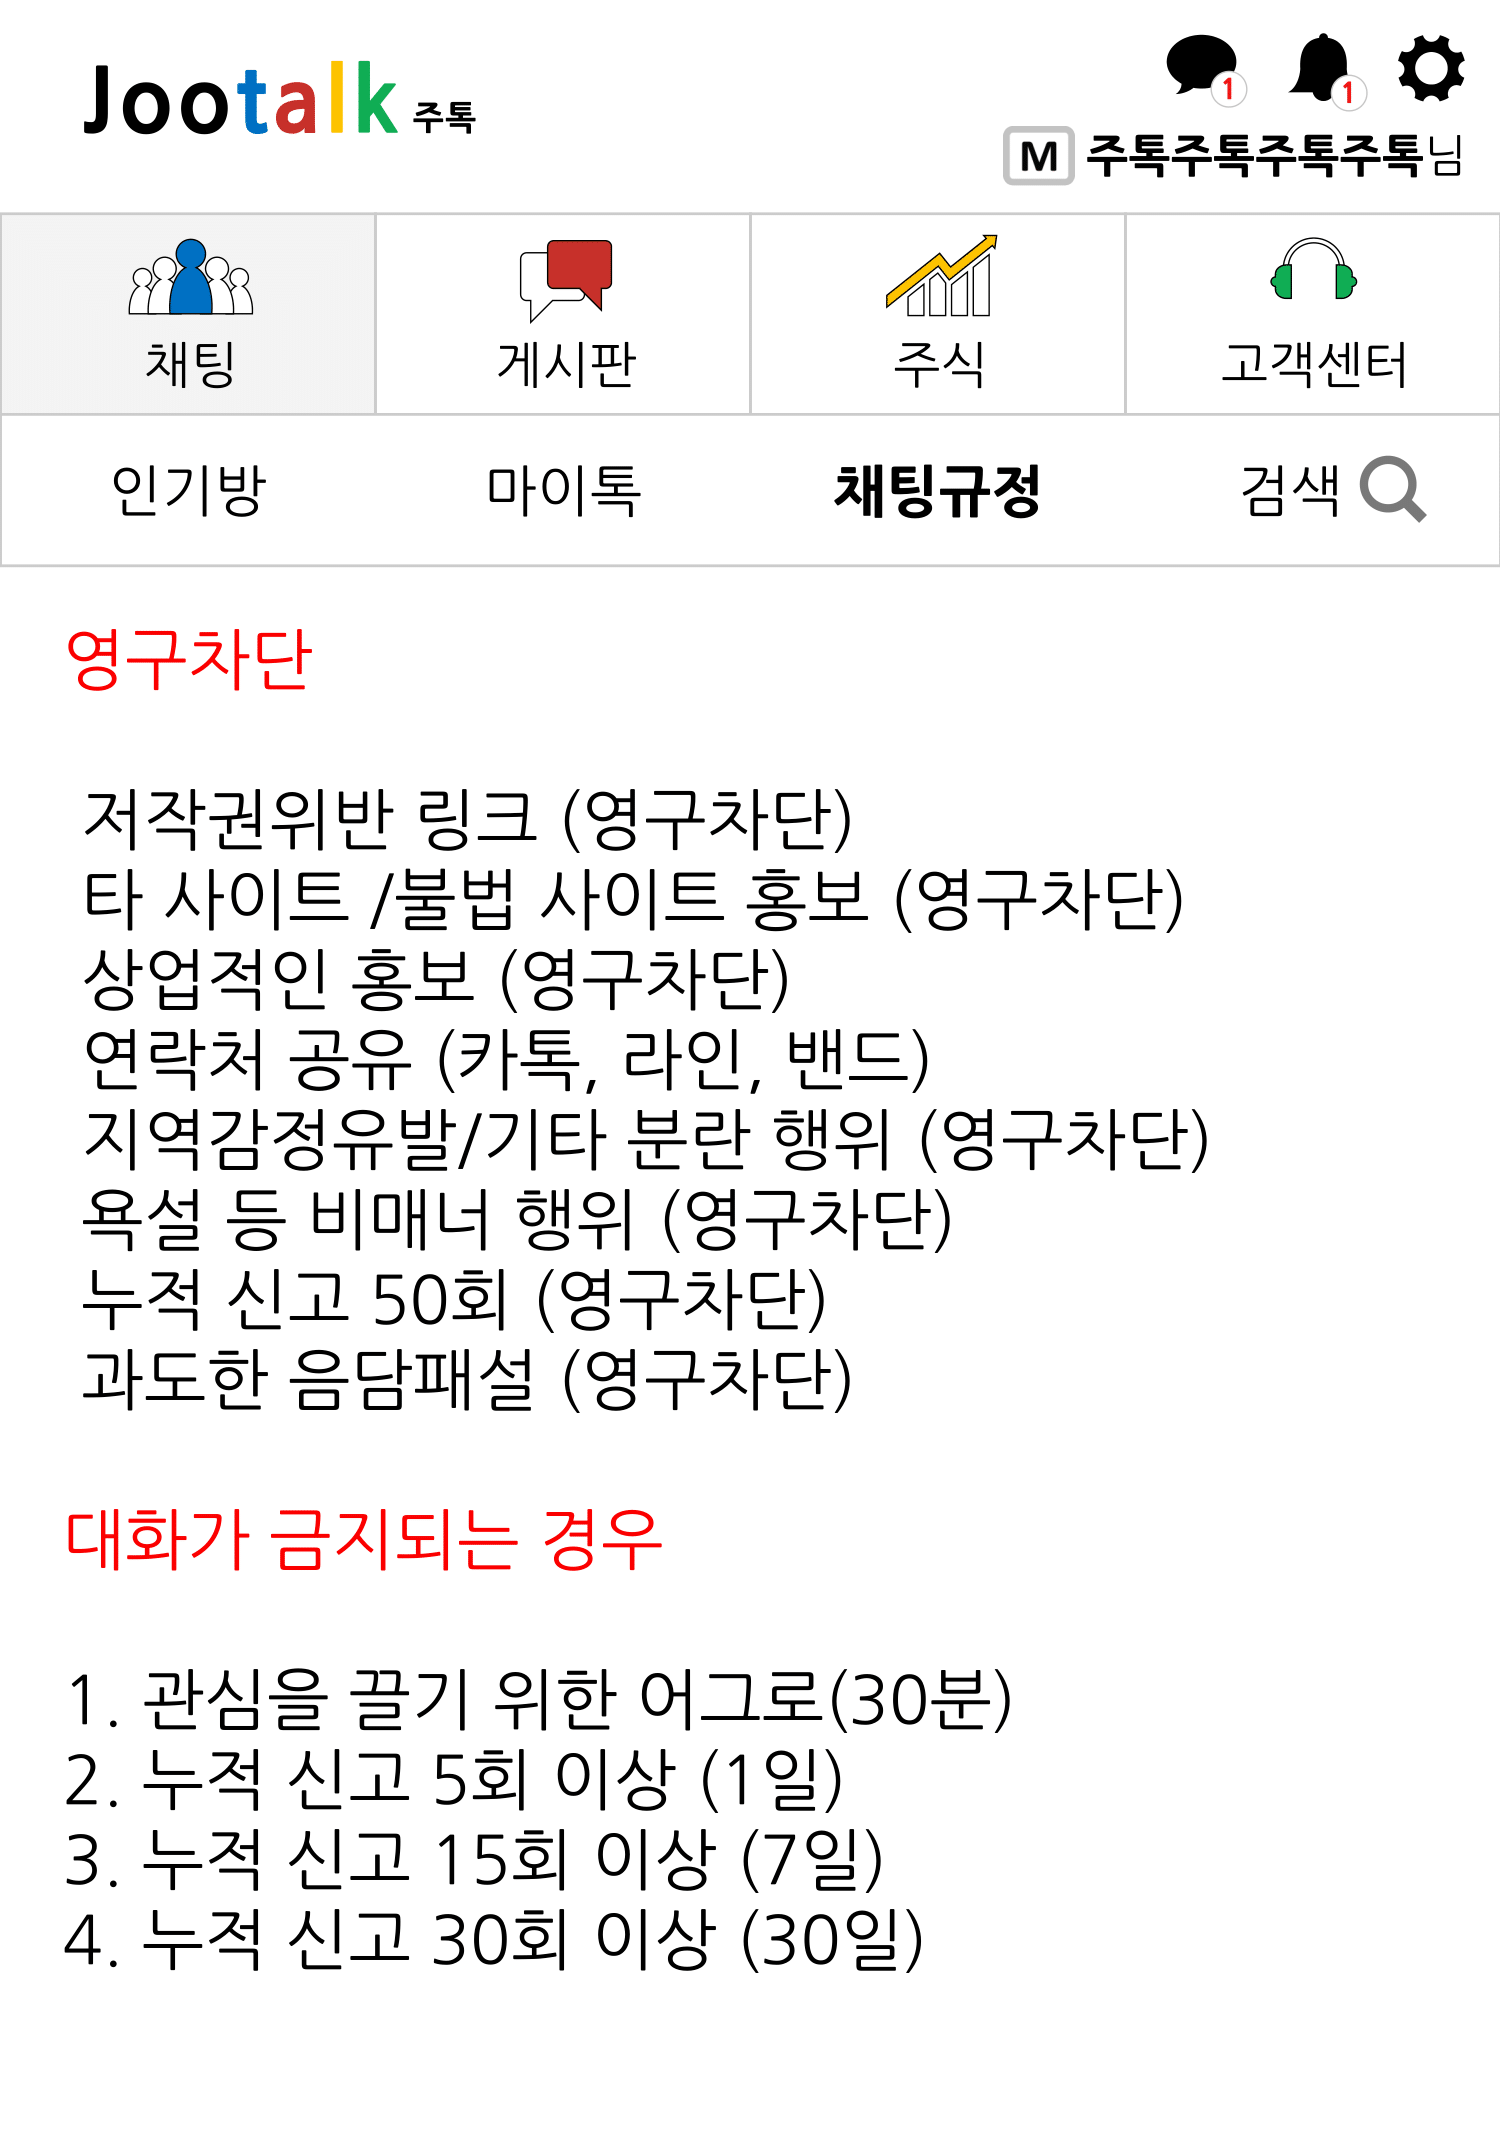 Jootalk 주톡
1
1
M 주톡주톡주톡주톡님
채팅 게시판 주식 고객센터
인기방 마이톡 채팅규정 검색
영구차단
저작권위반 링크 (영구차단)
타 사이트 /불법 사이트 홍보 (영구차단)
상업적인 홍보 (영구차단)
연락처 공유 (카톡, 라인, 밴드)
지역감정유발/기타 분란 행위 (영구차단)
욕설 등 비매너 행위 (영구차단)
누적 신고 50회 (영구차단)
과도한 음담패설 (영구차단)
대화가 금지되는 경우
1. 관심을 끌기 위한 어그로(30분)
2. 누적 신고 5회 이상 (1일)
3. 누적 신고 15회 이상 (7일)
4. 누적 신고 30회 이상 (30일)